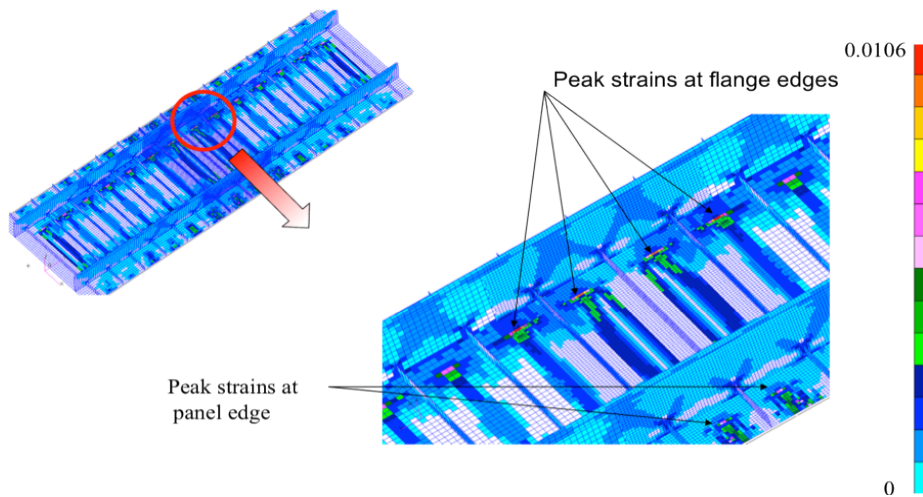 0.0106
Peak strains at flange edges
Peak strains at
panel edge
0